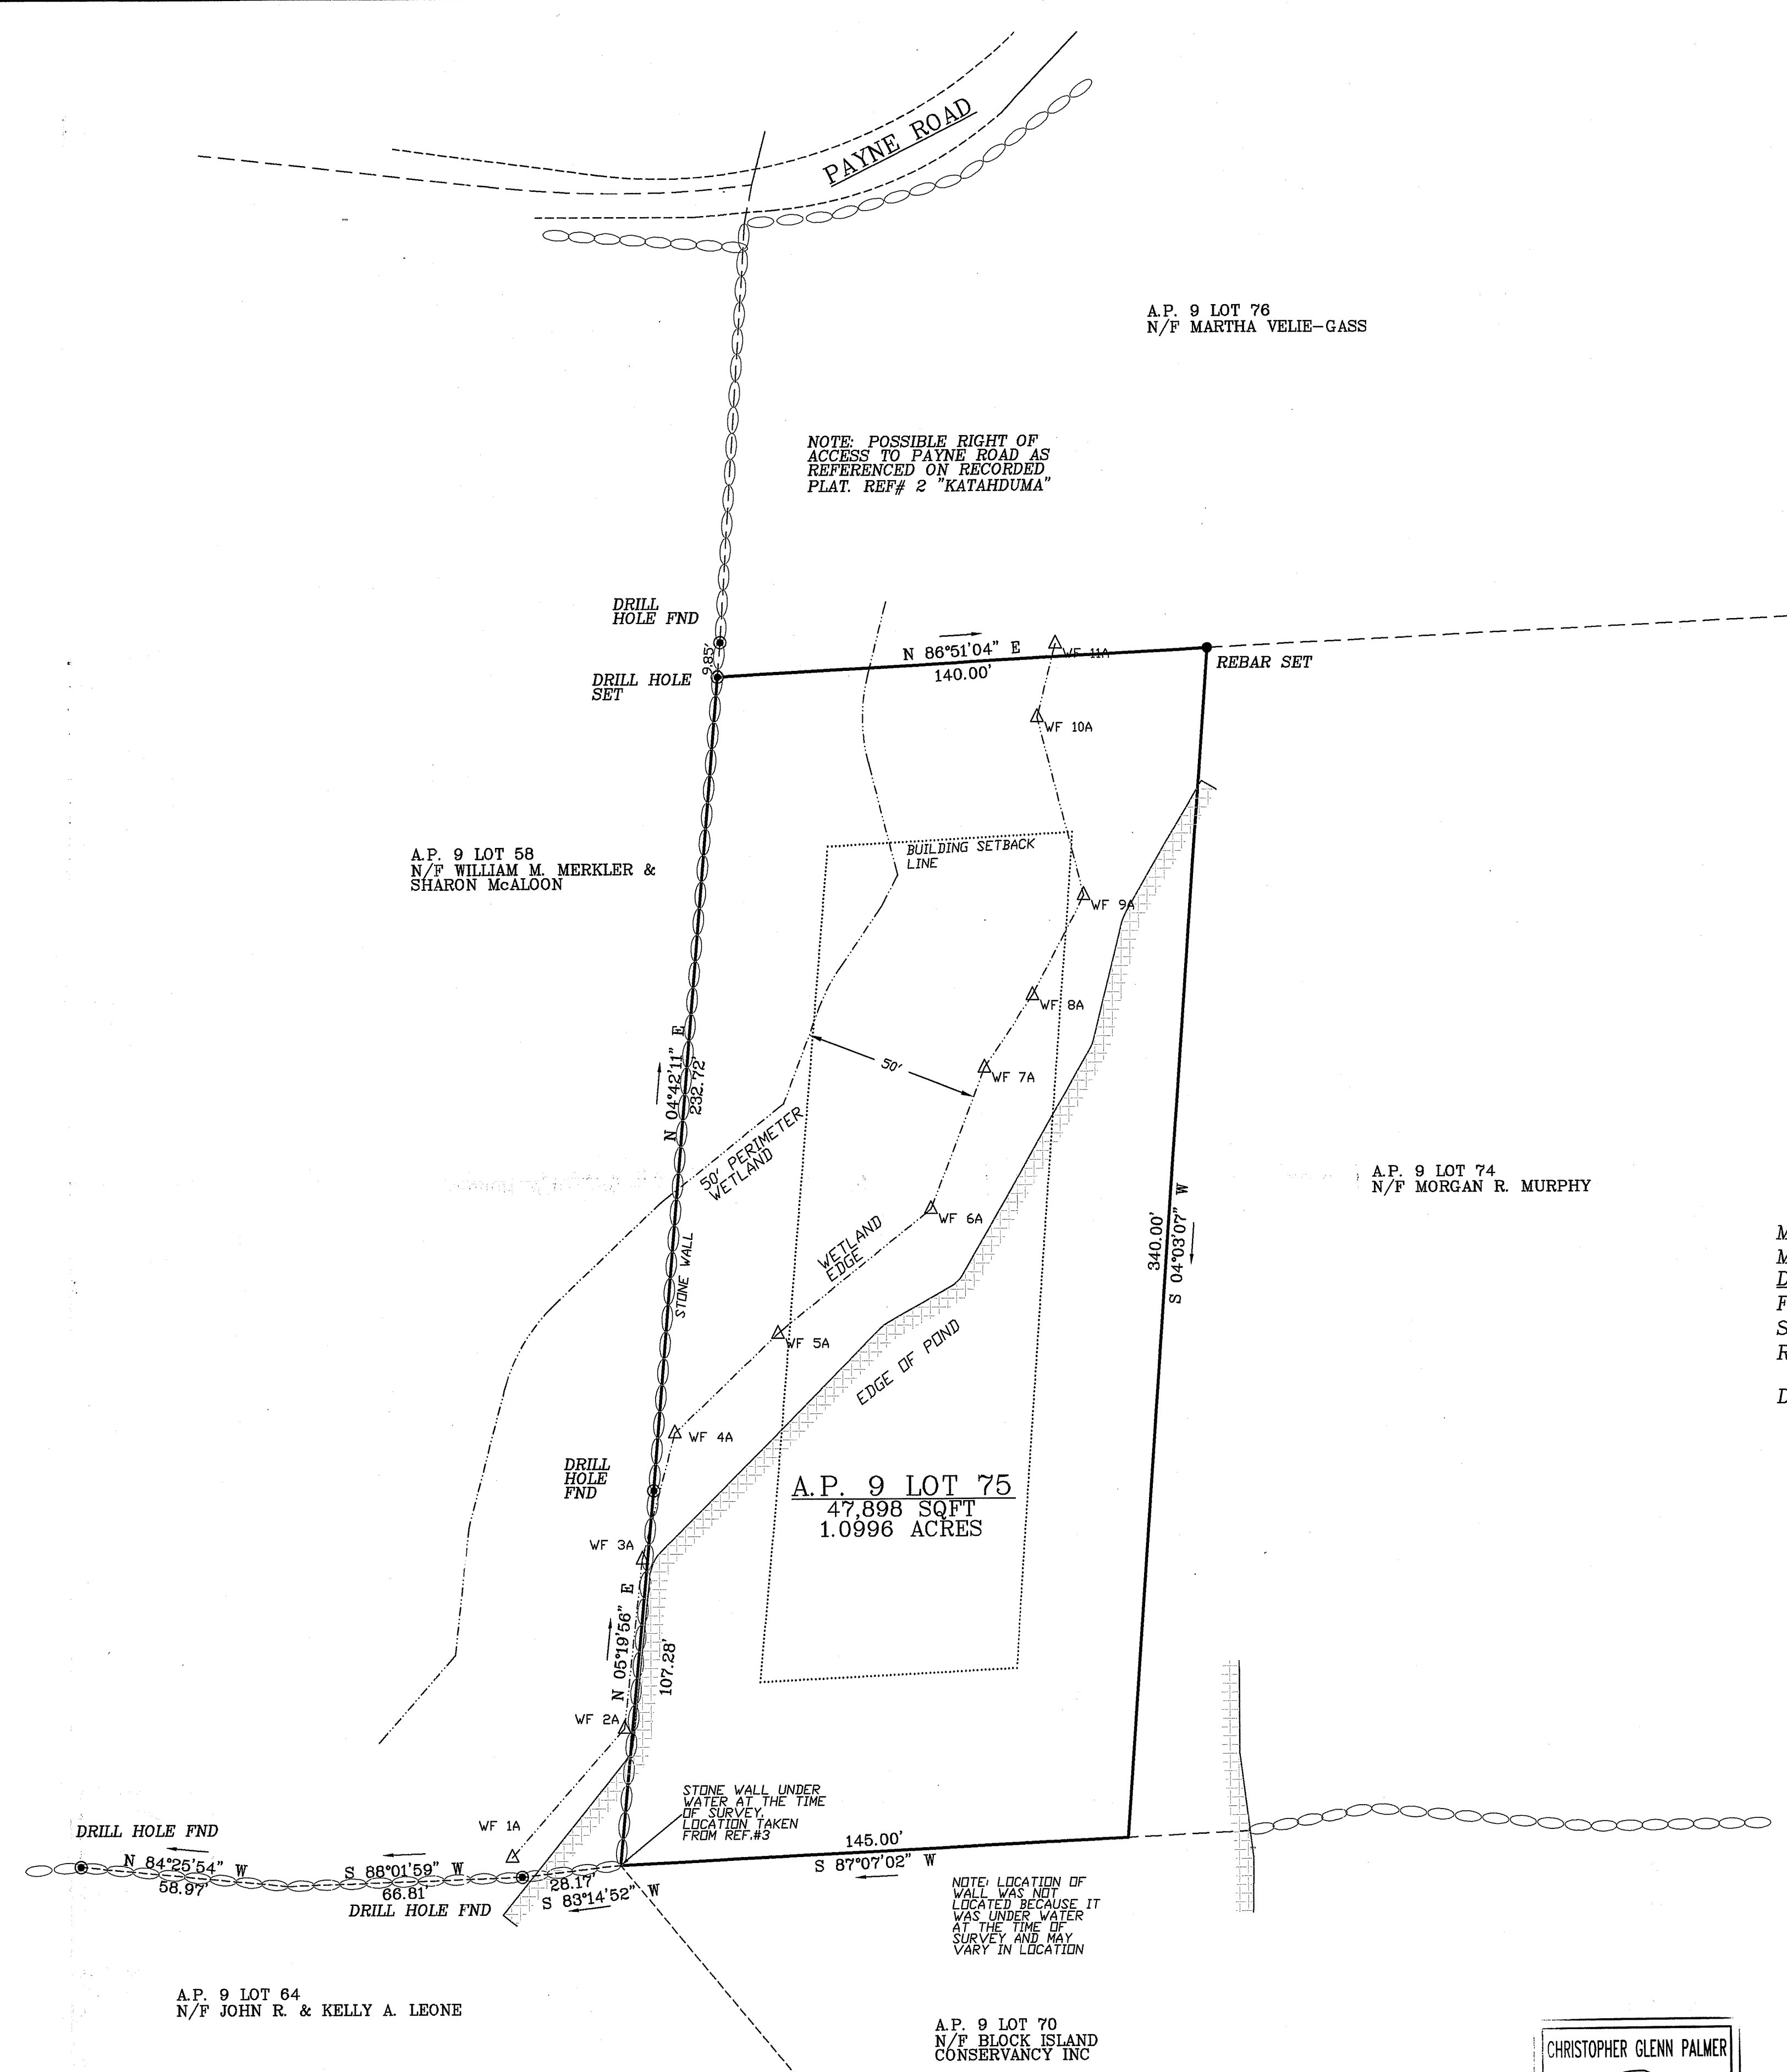 PAYNE ROAD
A.P. 9 LOT 76
N/F MARTHA VELIE-GASS
NOTE: POSSIBLE RIGHT OF
ACCESS TO PAYNE ROAD AS
REFERENCED ON RECORDED
PLAT. REF# 2 "KATAHDUMA"
DRILL
HOLE FND
9.85'
DRILL HOLE
SET
N 86°51'04" E
140.00'
WF 11A
REBAR SET
WF 10A
A.P. 9 LOT 58
N/F WILLIAM M. MERKLER &
SHARON McALOON
BUILDING SETBACK
LINE
WF 9A
WF 8A
N 04°42'11" E
232.72'
50'
WF 7A
50' PERIMETER
WETLAND
A.P. 9 LOT 74
N/F MORGAN R. MURPHY
WF 6A
WETLAND
EDGE
STONE WALL
340.00'
S 04°03'07" W
M
M
D
F
S
R
D
WF 5A
EDGE OF POND
WF 4A
DRILL
HOLE
FND
A.P. 9 LOT 75
47,898 SQFT
1.0996 ACRES
WF 3A
N 05°19'56" E
107.28'
WF 2A
STONE WALL UNDER
WATER AT THE TIME
OF SURVEY.
LOCATION TAKEN
FROM REF.#3
WF 1A
DRILL HOLE FND
N 84°25'54" W
58.97'
S 88°01'59" W
66.81'
DRILL HOLE FND
28.17'
S 83°14'52" W
145.00'
S 87°07'02" W
NOTE: LOCATION OF
WALL WAS NOT
LOCATED BECAUSE IT
WAS UNDER WATER
AT THE TIME OF
SURVEY AND MAY
VARY IN LOCATION
A.P. 9 LOT 64
N/F JOHN R. & KELLY A. LEONE
A.P. 9 LOT 70
N/F BLOCK ISLAND
CONSERVANCY INC
CHRISTOPHER GLENN PALMER